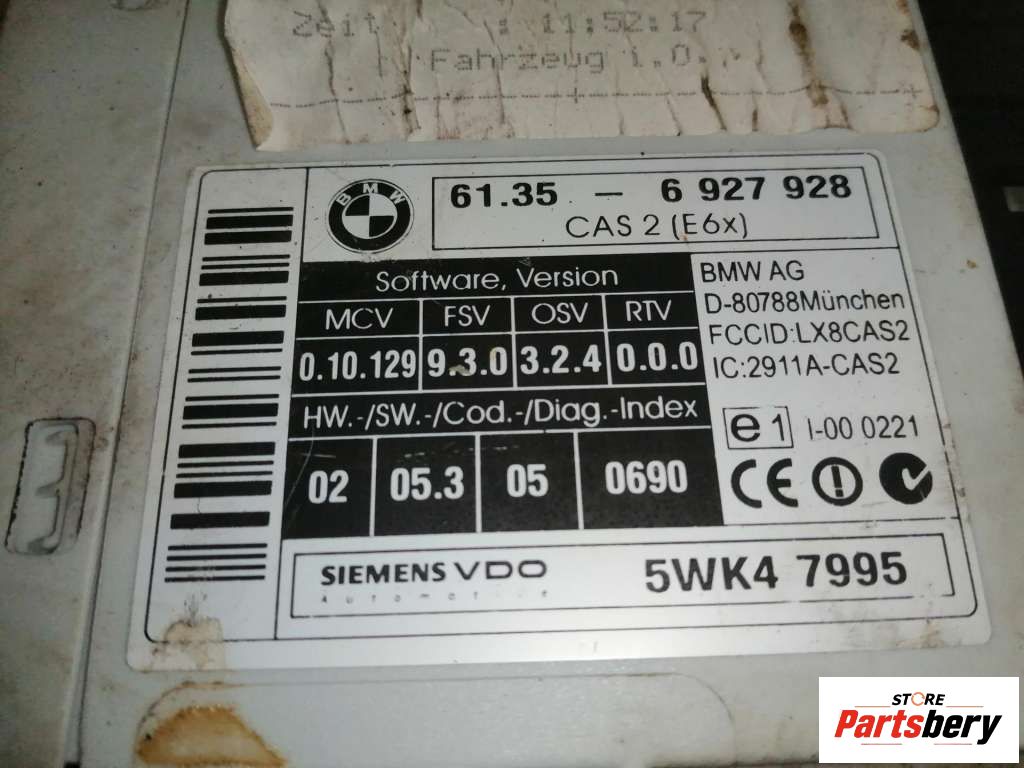 Zeit : 11:52:17
Fahrzeug i.O.
BMW
61.35 - 6 927 928
CAS 2 (E6x)
Software, Version
MCV FSV OSV RTV
0.10.129 9.3.0 3.2.4 0.0.0
HW.-/SW.-/Cod.-/Diag.-Index
02 05.3 05 0690
BMW AG
D-80788München
FCCID:LX8CAS2
IC:2911A-CAS2
e1 I-00 0221
CE
SIEMENS VDO
Automotive
5WK4 7995
STORE
Partsbery